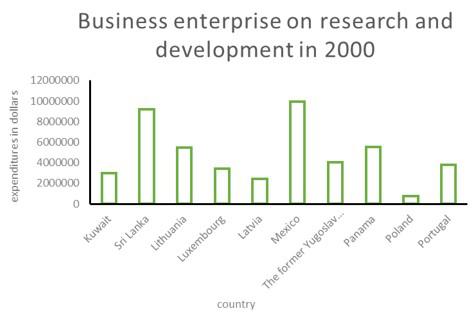 Business enterprise on research and
development in 2000
expenditures in dollars
12000000
10000000
8000000
6000000
4000000
2000000
0
Kuwait
Sri Lanka
Lithuania
Luxembourg
Latvia
Mexico
The former Yugoslav...
Panama
Poland
Portugal
country